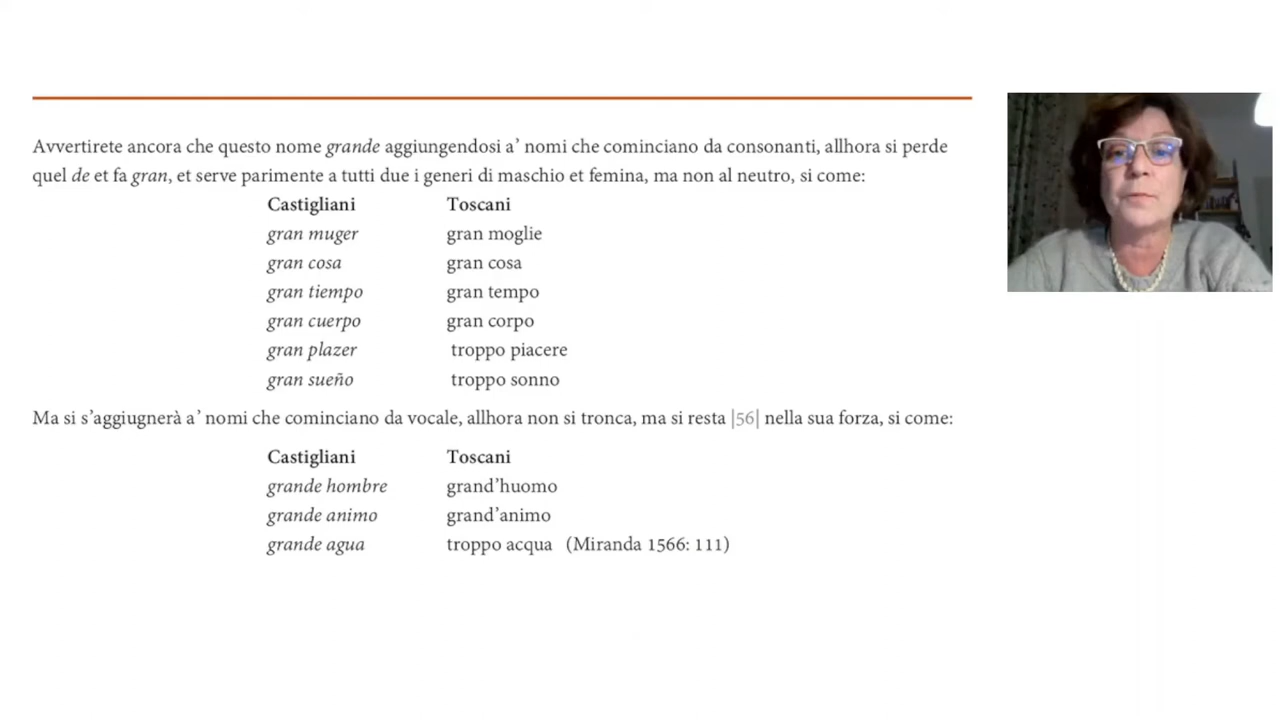 Avvertirete ancora che questo nome grande aggiungendosi a’ nomi che cominciano da consonanti, allhora si perde
quel de et fa gran, et serve parimente a tutti due i generi di maschio et femina, ma non al neutro, si come:
Castigliani Toscani
gran muger gran moglie
gran cosa gran cosa
gran tiempo gran tempo
gran cuerpo gran corpo
gran plazer troppo piacere
gran sueño troppo sonno
Ma si s’aggiugnerà a’ nomi che cominciano da vocale, allhora non si tronca, ma si resta |56| nella sua forza, si come:
Castigliani Toscani
grande hombre grand’huomo
grande animo grand’animo
grande agua troppo acqua (Miranda 1566: 111)